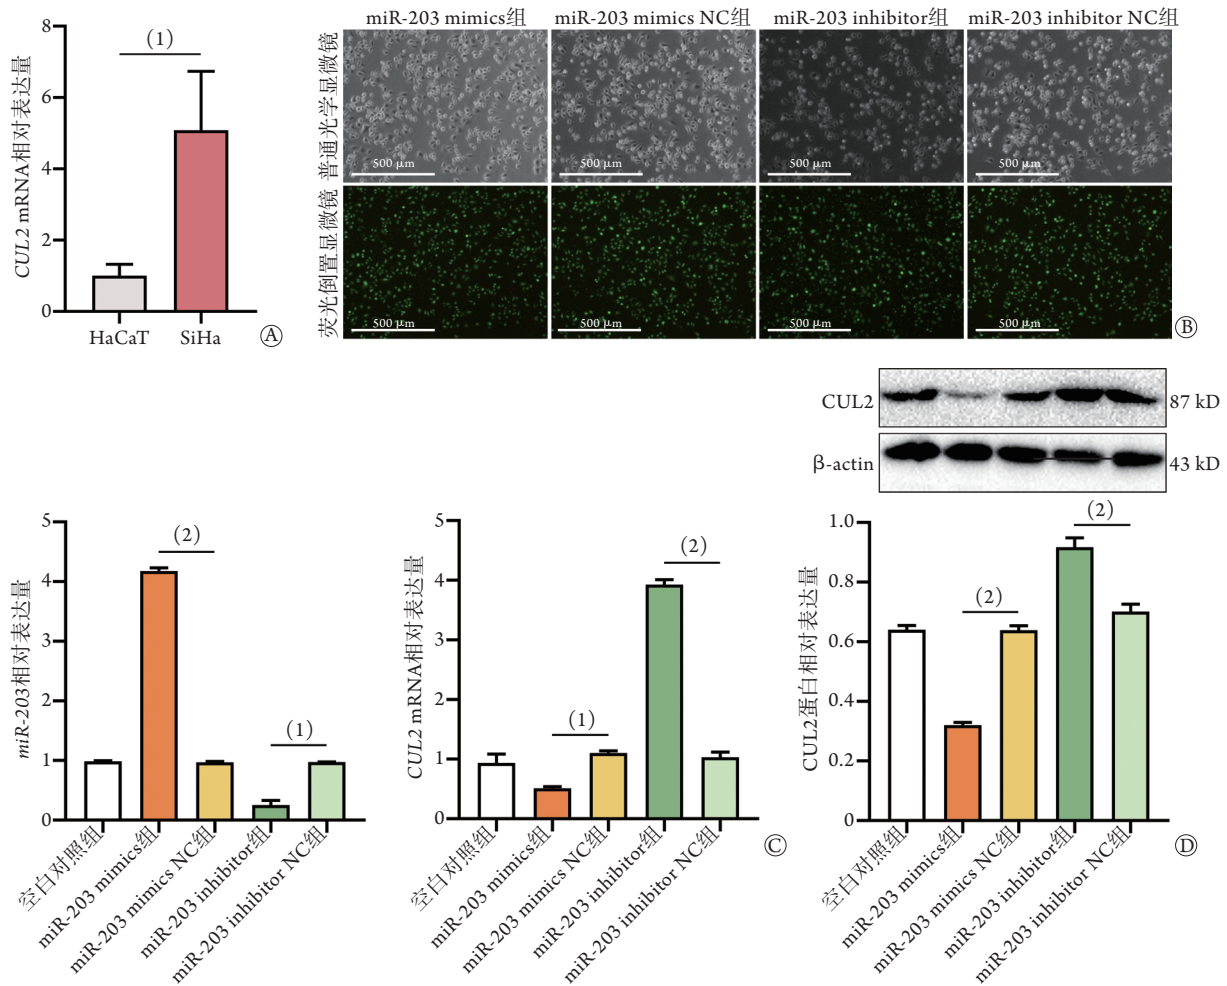 CUL2 mRNA相对表达量
8
6
4
2
0
(1)
HaCaT
SiHa
Ⓐ
miR-203 mimics组
miR-203 mimics NC组
miR-203 inhibitor组
miR-203 inhibitor NC组
普通光学显微镜
500 μm
500 μm
500 μm
500 μm
荧光倒置显微镜
500 μm
500 μm
500 μm
500 μm
Ⓑ
miR-203相对表达量
5
4
3
2
1
0
(2)
(1)
空白对照组
miR-203 mimics组
miR-203 mimics NC组
miR-203 inhibitor组
miR-203 inhibitor NC组
CUL2 mRNA相对表达量
5
4
3
2
1
0
(1)
(2)
空白对照组
miR-203 mimics组
miR-203 mimics NC组
miR-203 inhibitor组
miR-203 inhibitor NC组
Ⓒ
CUL2
87 kD
β-actin
43 kD
CUL2蛋白相对表达量
1.0
0.8
0.6
0.4
0.2
0
(2)
(2)
空白对照组
miR-203 mimics组
miR-203 mimics NC组
miR-203 inhibitor组
miR-203 inhibitor NC组
Ⓓ